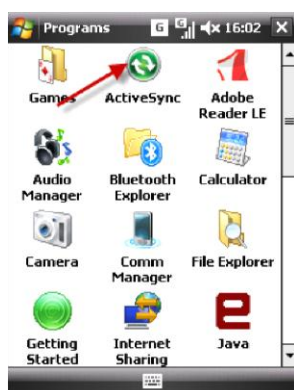 Programs G G 16:02
Games ActiveSync Adobe
Reader LE
Audio Bluetooth Calculator
Manager Explorer
Camera Comm File Explorer
Manager
Getting Internet Java
Started Sharing